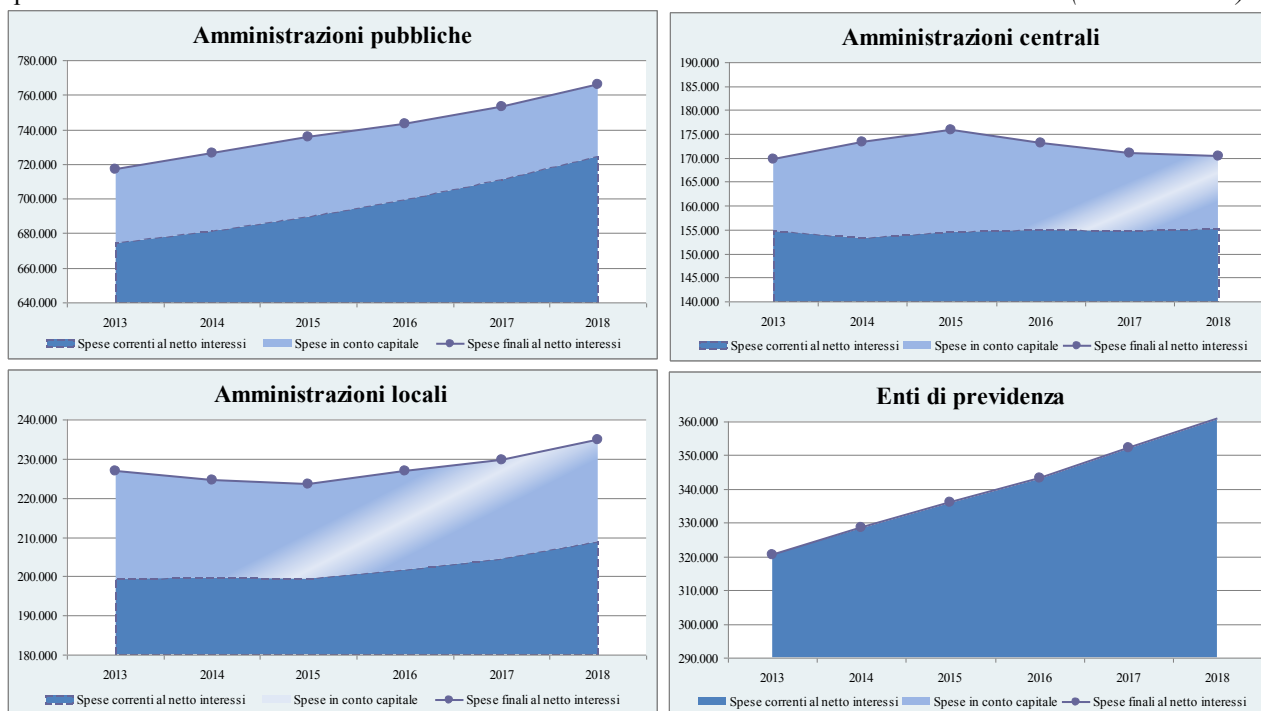 Amministrazioni pubbliche
780.000
760.000
740.000
720.000
700.000
680.000
660.000
640.000
2013 2014 2015 2016 2017 2018
Spese correnti al netto interessi Spese in conto capitale Spese finali al netto interessi
Amministrazioni centrali
190.000
185.000
180.000
175.000
170.000
165.000
160.000
155.000
150.000
145.000
140.000
2013 2014 2015 2016 2017 2018
Spese correnti al netto interessi Spese in conto capitale Spese finali al netto interessi
Amministrazioni locali
240.000
230.000
220.000
210.000
200.000
190.000
180.000
2013 2014 2015 2016 2017 2018
Spese correnti al netto interessi Spese in conto capitale Spese finali al netto interessi
Enti di previdenza
360.000
350.000
340.000
330.000
320.000
310.000
300.000
290.000
2013 2014 2015 2016 2017 2018
Spese correnti al netto interessi Spese in conto capitale Spese finali al netto interessi